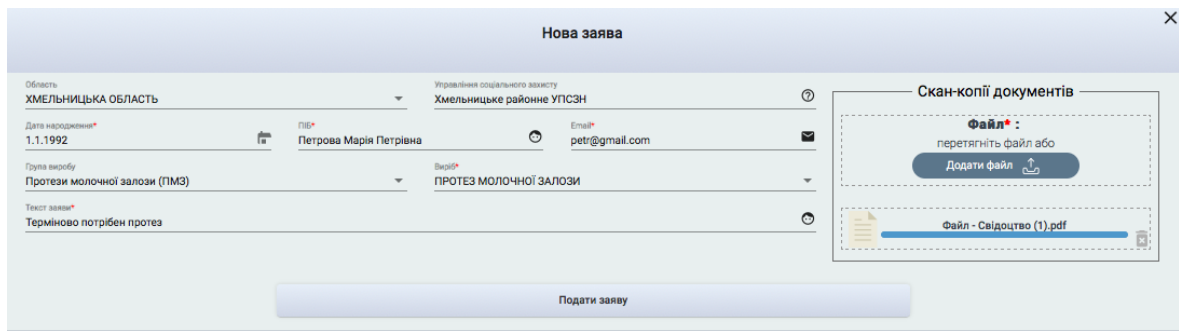 Нова заява
Область
ХМЕЛЬНИЦЬКА ОБЛАСТЬ
Управління соціального захисту
Хмельницьке районне УПСЗН
Дата народження*
1.1.1992
ПІБ*
Петрова Марія Петрівна
Email*
petr@gmail.com
Група виробу
Протези молочної залози (ПМЗ)
Виріб*
ПРОТЕЗ МОЛОЧНОЇ ЗАЛОЗИ
Текст заяви*
Терміново потрібен протез
Скан-копії документів
Файл* :
перетягніть файл або
Додати файл
Файл - Свідоцтво (1).pdf
Подати заяву